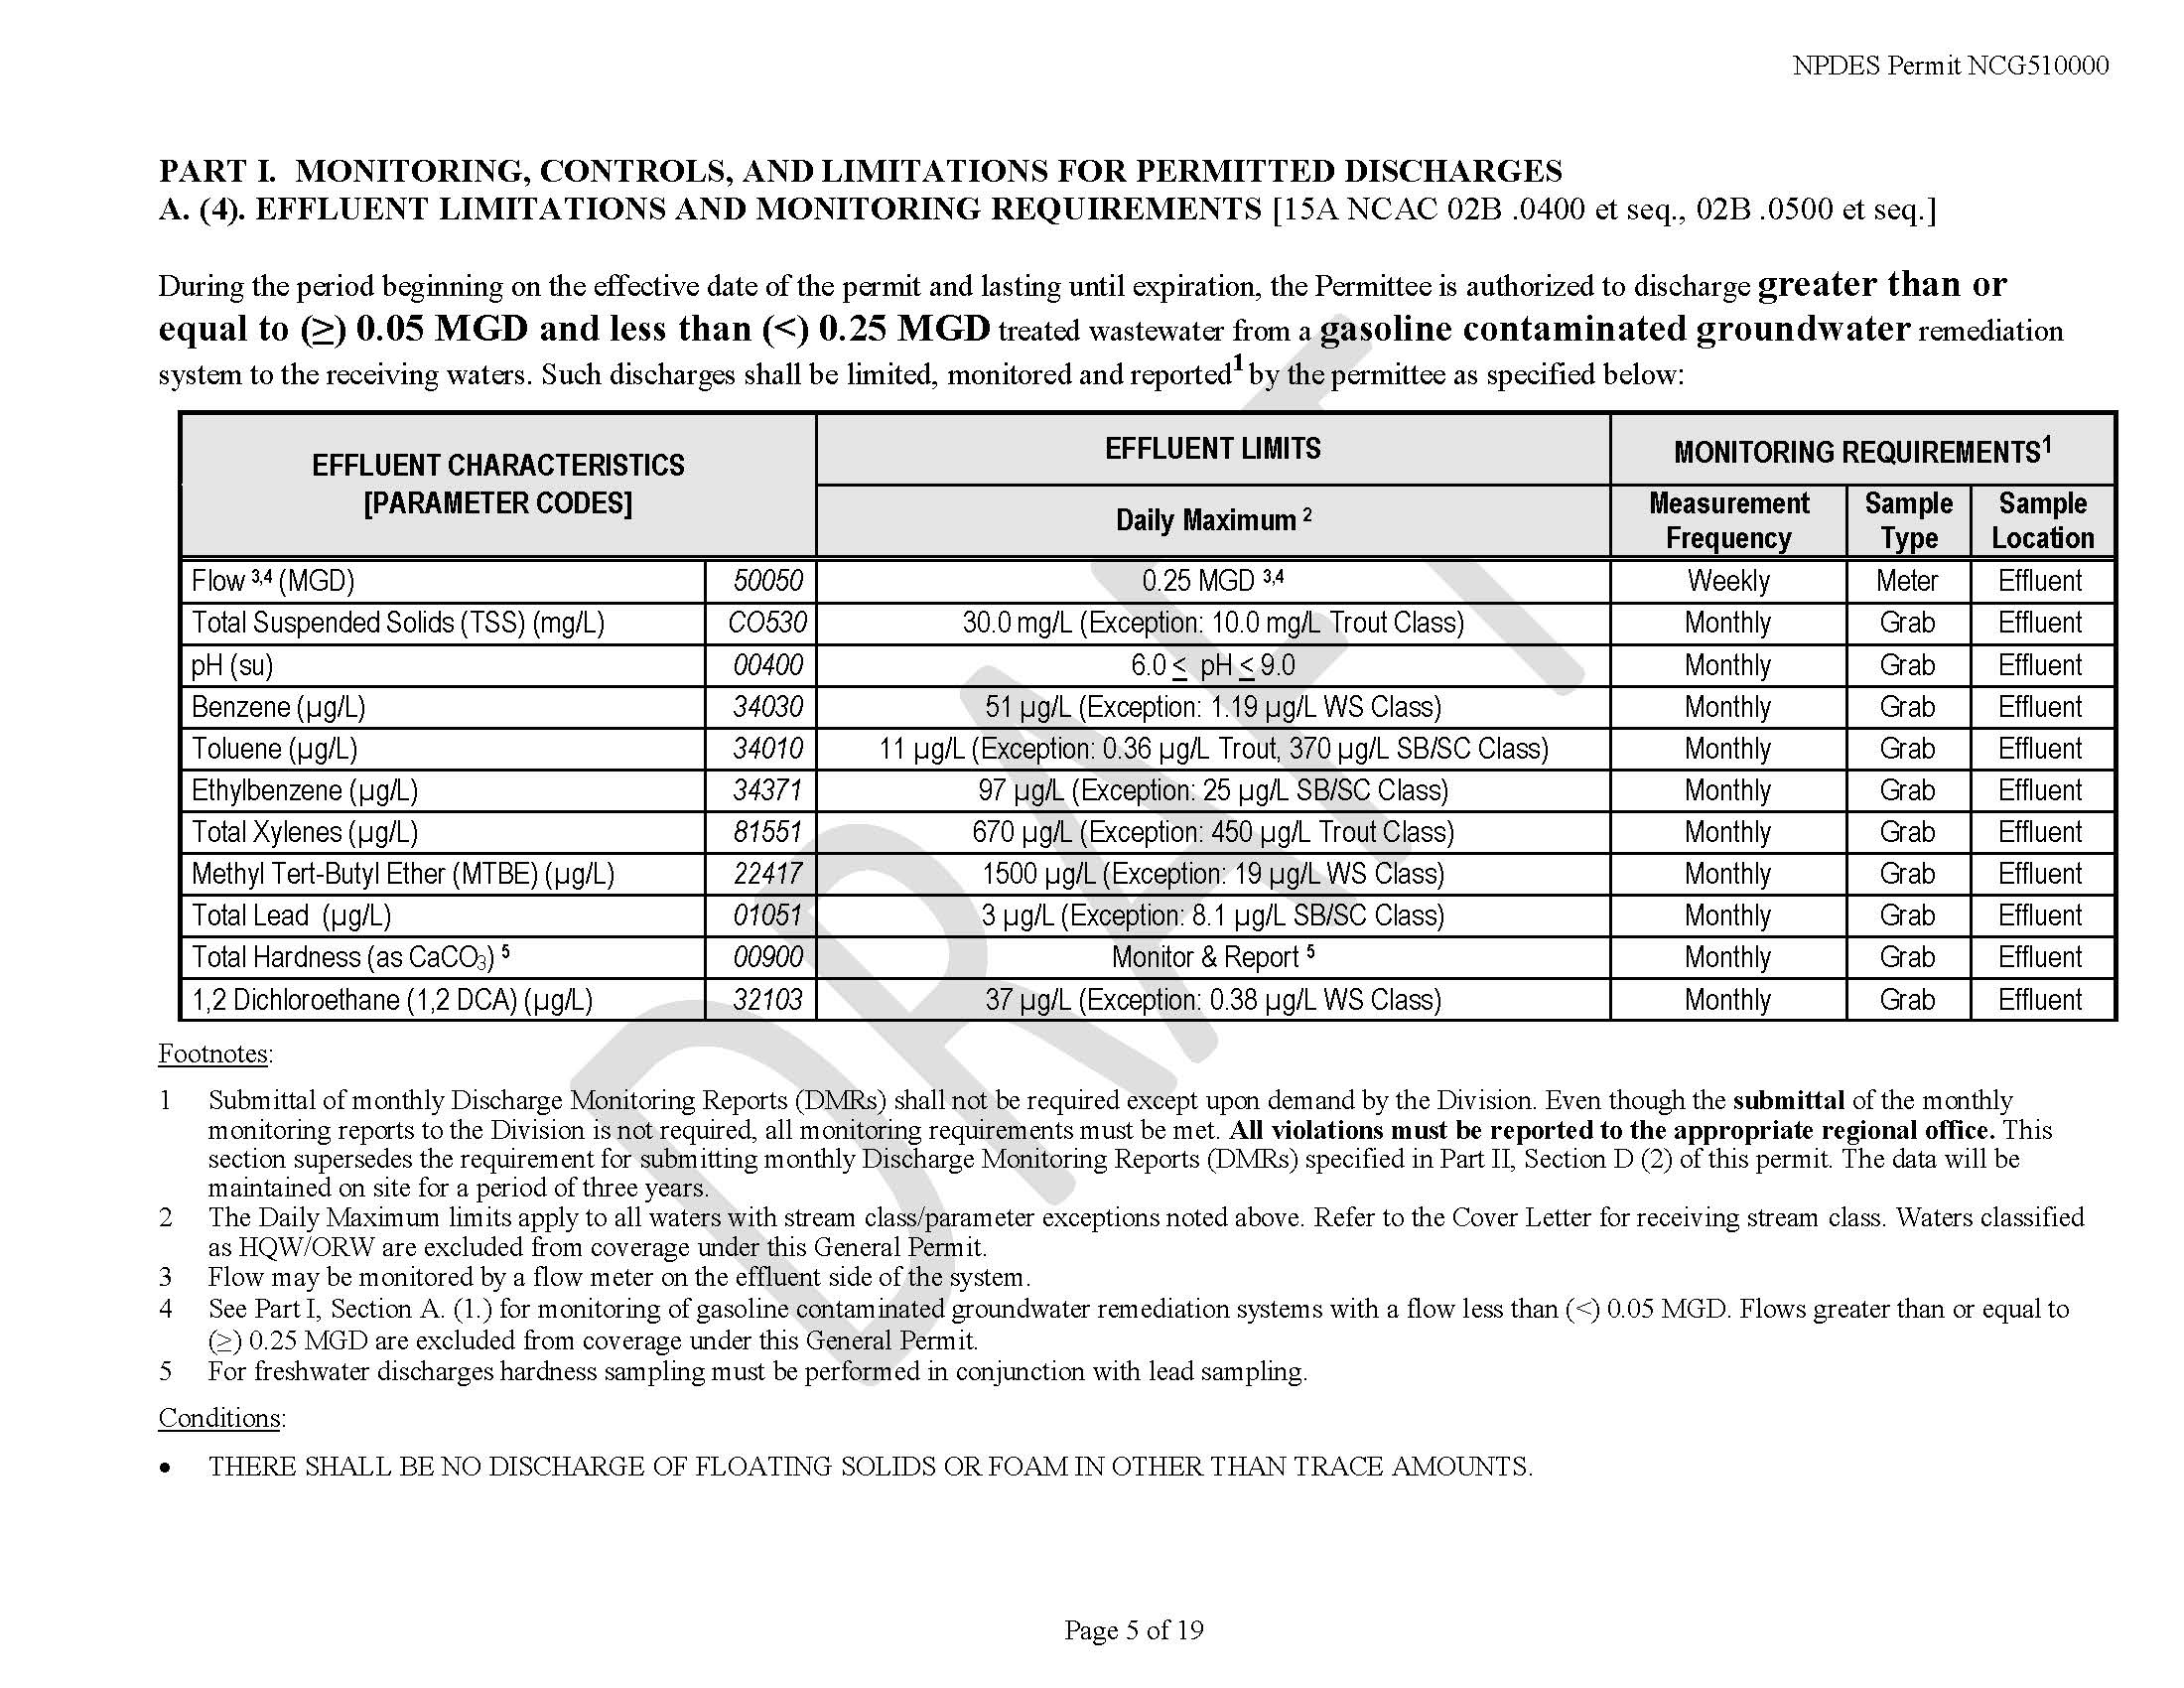 NPDES Permit NCG510000
PART I. MONITORING, CONTROLS, AND LIMITATIONS FOR PERMITTED DISCHARGES
A. (4). EFFLUENT LIMITATIONS AND MONITORING REQUIREMENTS [15A NCAC 02B .0400 et seq., 02B .0500 et seq.]
During the period beginning on the effective date of the permit and lasting until expiration, the Permittee is authorized to discharge greater than or
equal to (≥) 0.05 MGD and less than (<) 0.25 MGD treated wastewater from a gasoline contaminated groundwater remediation
system to the receiving waters. Such discharges shall be limited, monitored and reported1 by the permittee as specified below:
EFFLUENT CHARACTERISTICS
[PARAMETER CODES]
EFFLUENT LIMITS
MONITORING REQUIREMENTS1
Daily Maximum 2
Measurement
Frequency
Sample
Type
Sample
Location
Flow 3,4 (MGD) 50050 0.25 MGD 3,4 Weekly Meter Effluent
Total Suspended Solids (TSS) (mg/L) CO530 30.0 mg/L (Exception: 10.0 mg/L Trout Class) Monthly Grab Effluent
pH (su) 00400 6.0 ≤ pH ≤ 9.0 Monthly Grab Effluent
Benzene (µg/L) 34030 51 µg/L (Exception: 1.19 µg/L WS Class) Monthly Grab Effluent
Toluene (µg/L) 34010 11 µg/L (Exception: 0.36 µg/L Trout, 370 µg/L SB/SC Class) Monthly Grab Effluent
Ethylbenzene (µg/L) 34371 97 µg/L (Exception: 25 µg/L SB/SC Class) Monthly Grab Effluent
Total Xylenes (µg/L) 81551 670 µg/L (Exception: 450 µg/L Trout Class) Monthly Grab Effluent
Methyl Tert-Butyl Ether (MTBE) (µg/L) 22417 1500 µg/L (Exception: 19 µg/L WS Class) Monthly Grab Effluent
Total Lead (µg/L) 01051 3 µg/L (Exception: 8.1 µg/L SB/SC Class) Monthly Grab Effluent
Total Hardness (as CaCO3) 5 00900 Monitor & Report 5 Monthly Grab Effluent
1,2 Dichloroethane (1,2 DCA) (µg/L) 32103 37 µg/L (Exception: 0.38 µg/L WS Class) Monthly Grab Effluent
DRAFT
Footnotes:
1 Submittal of monthly Discharge Monitoring Reports (DMRs) shall not be required except upon demand by the Division. Even though the submittal of the monthly
monitoring reports to the Division is not required, all monitoring requirements must be met. All violations must be reported to the appropriate regional office. This
section supersedes the requirement for submitting monthly Discharge Monitoring Reports (DMRs) specified in Part II, Section D (2) of this permit. The data will be
maintained on site for a period of three years.
2 The Daily Maximum limits apply to all waters with stream class/parameter exceptions noted above. Refer to the Cover Letter for receiving stream class. Waters classified
as HQW/ORW are excluded from coverage under this General Permit.
3 Flow may be monitored by a flow meter on the effluent side of the system.
4 See Part I, Section A. (1.) for monitoring of gasoline contaminated groundwater remediation systems with a flow less than (<) 0.05 MGD. Flows greater than or equal to
(≥) 0.25 MGD are excluded from coverage under this General Permit.
5 For freshwater discharges hardness sampling must be performed in conjunction with lead sampling.
Conditions:
• THERE SHALL BE NO DISCHARGE OF FLOATING SOLIDS OR FOAM IN OTHER THAN TRACE AMOUNTS.
Page 5 of 19